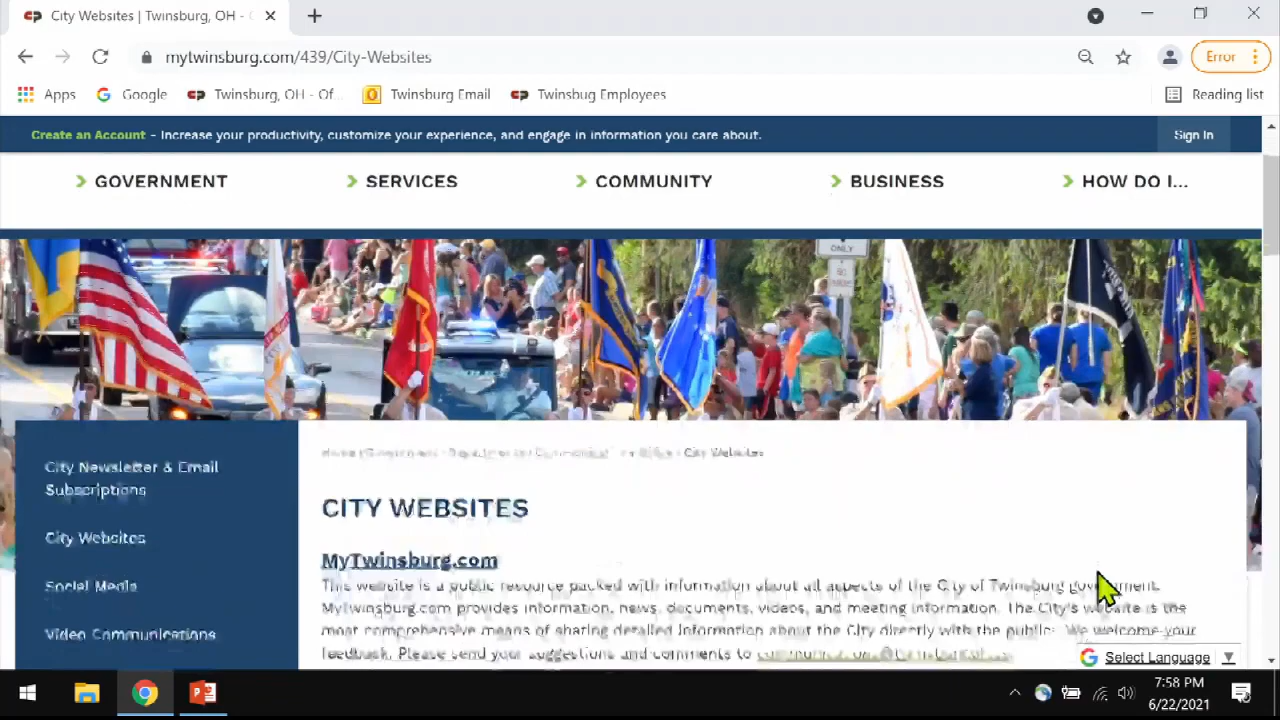 City Websites | Twinsburg, OH -
mytwinsburg.com/439/City-Websites
Error
Apps
Google
Twinsburg, OH - Of...
Twinsburg Email
Twinsbug Employees
Reading list
Create an Account - Increase your productivity, customize your experience, and engage in information you care about.
Sign In
GOVERNMENT
SERVICES
COMMUNITY
BUSINESS
HOW DO I...
ONLY
City Newsletter & Email
Subscriptions
City Websites
Social Media
Video Communications
City Websites
CITY WEBSITES
MyTwinsburg.com
This website is a public resource packed with information about all aspects of the City of Twinsburg government.
MyTwinsburg.com provides information, news, documents, videos, and meeting information. The City's website is the
most comprehensive means of sharing detailed information about the City directly with the public. We welcome your
feedback. Please send your suggestions and comments to
Select Language
7:58 PM
6/22/2021